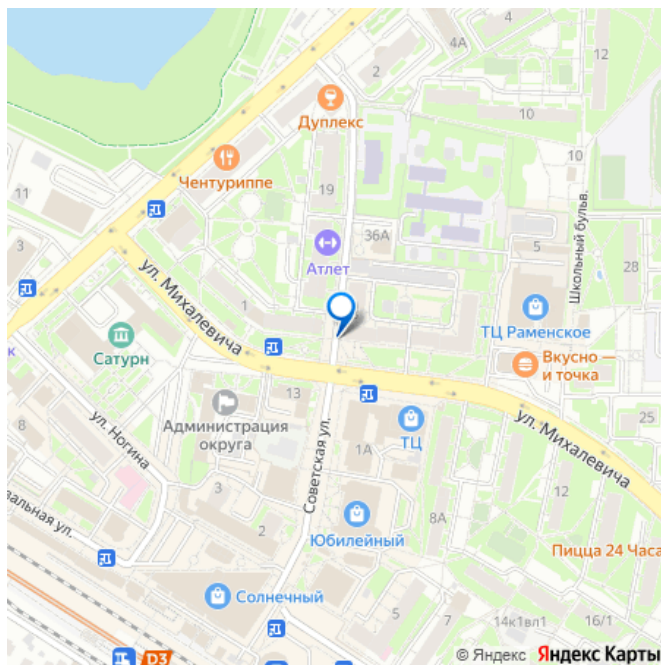 2
4А
12
Дуплекс
10
10
Чентуриппе
11
19
3
36А
Атлет
5
28
Школьный бульв.
ул. Михалевича
1
ТЦ Раменское
Сатурн
к
Вкусно —
и точка
13
Администрация
округа
ул. Ногина
8
ТЦ
1А
25
ул. Михалевича
Советская ул.
3
2
8А
12
Юбилейный
вальная ул.
Пицца 24 Часа
Солнечный
5
7
14к1вл1
16/1
D3
© Яндекс Яндекс Карты